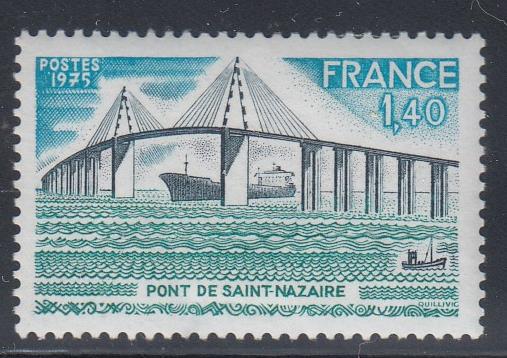 POSTES
1975
FRANCE
1,40
PONT DE SAINT-NAZAIRE
QUILLIVIC